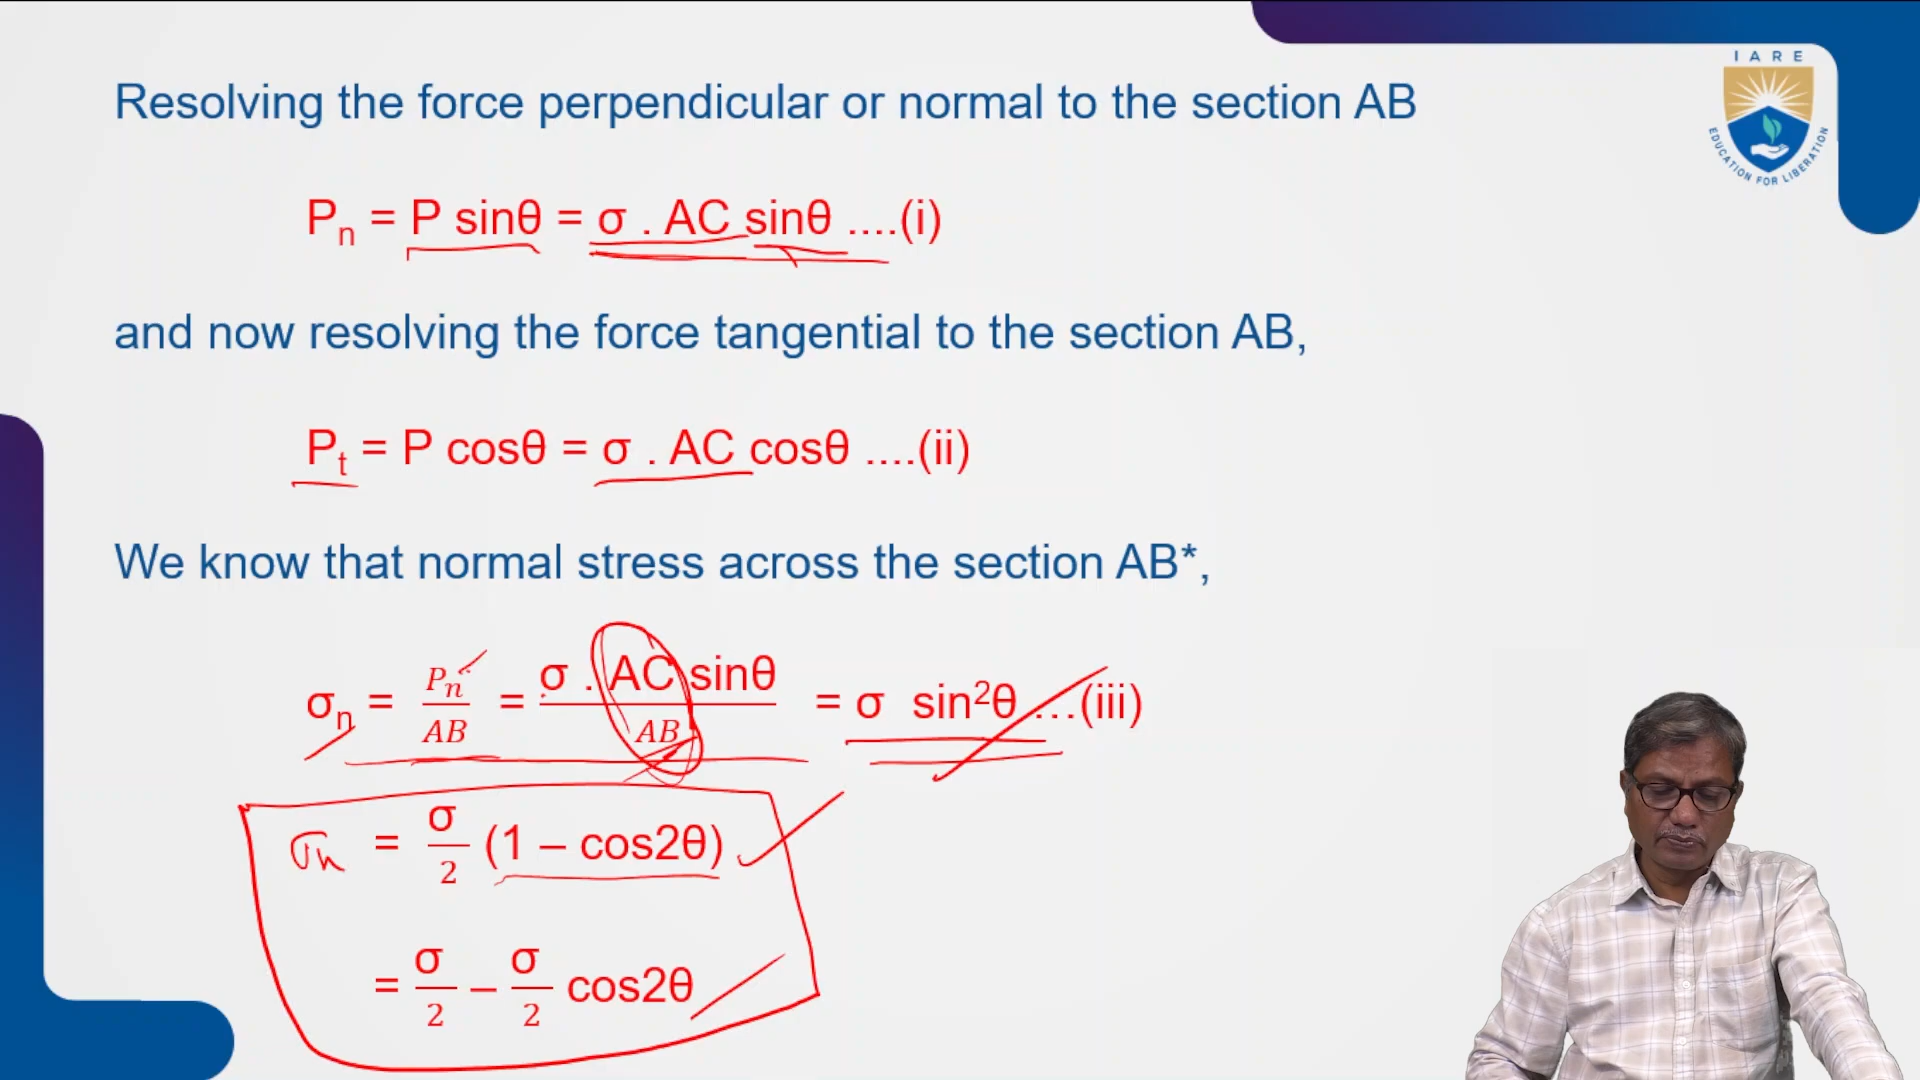 IARE
EDUCATION FOR LIBERATION
Resolving the force perpendicular or normal to the section AB
Pₙ = P sinθ = σ . AC sinθ ....(i)
and now resolving the force tangential to the section AB,
Pₜ = P cosθ = σ . AC cosθ ....(ii)
We know that normal stress across the section AB*,
σₙ = Pₙ/AB = σ . AC sinθ/AB = σ sin²θ ...(iii)
σₙ = σ/2 (1 – cos2θ)
= σ/2 – σ/2 cos2θ